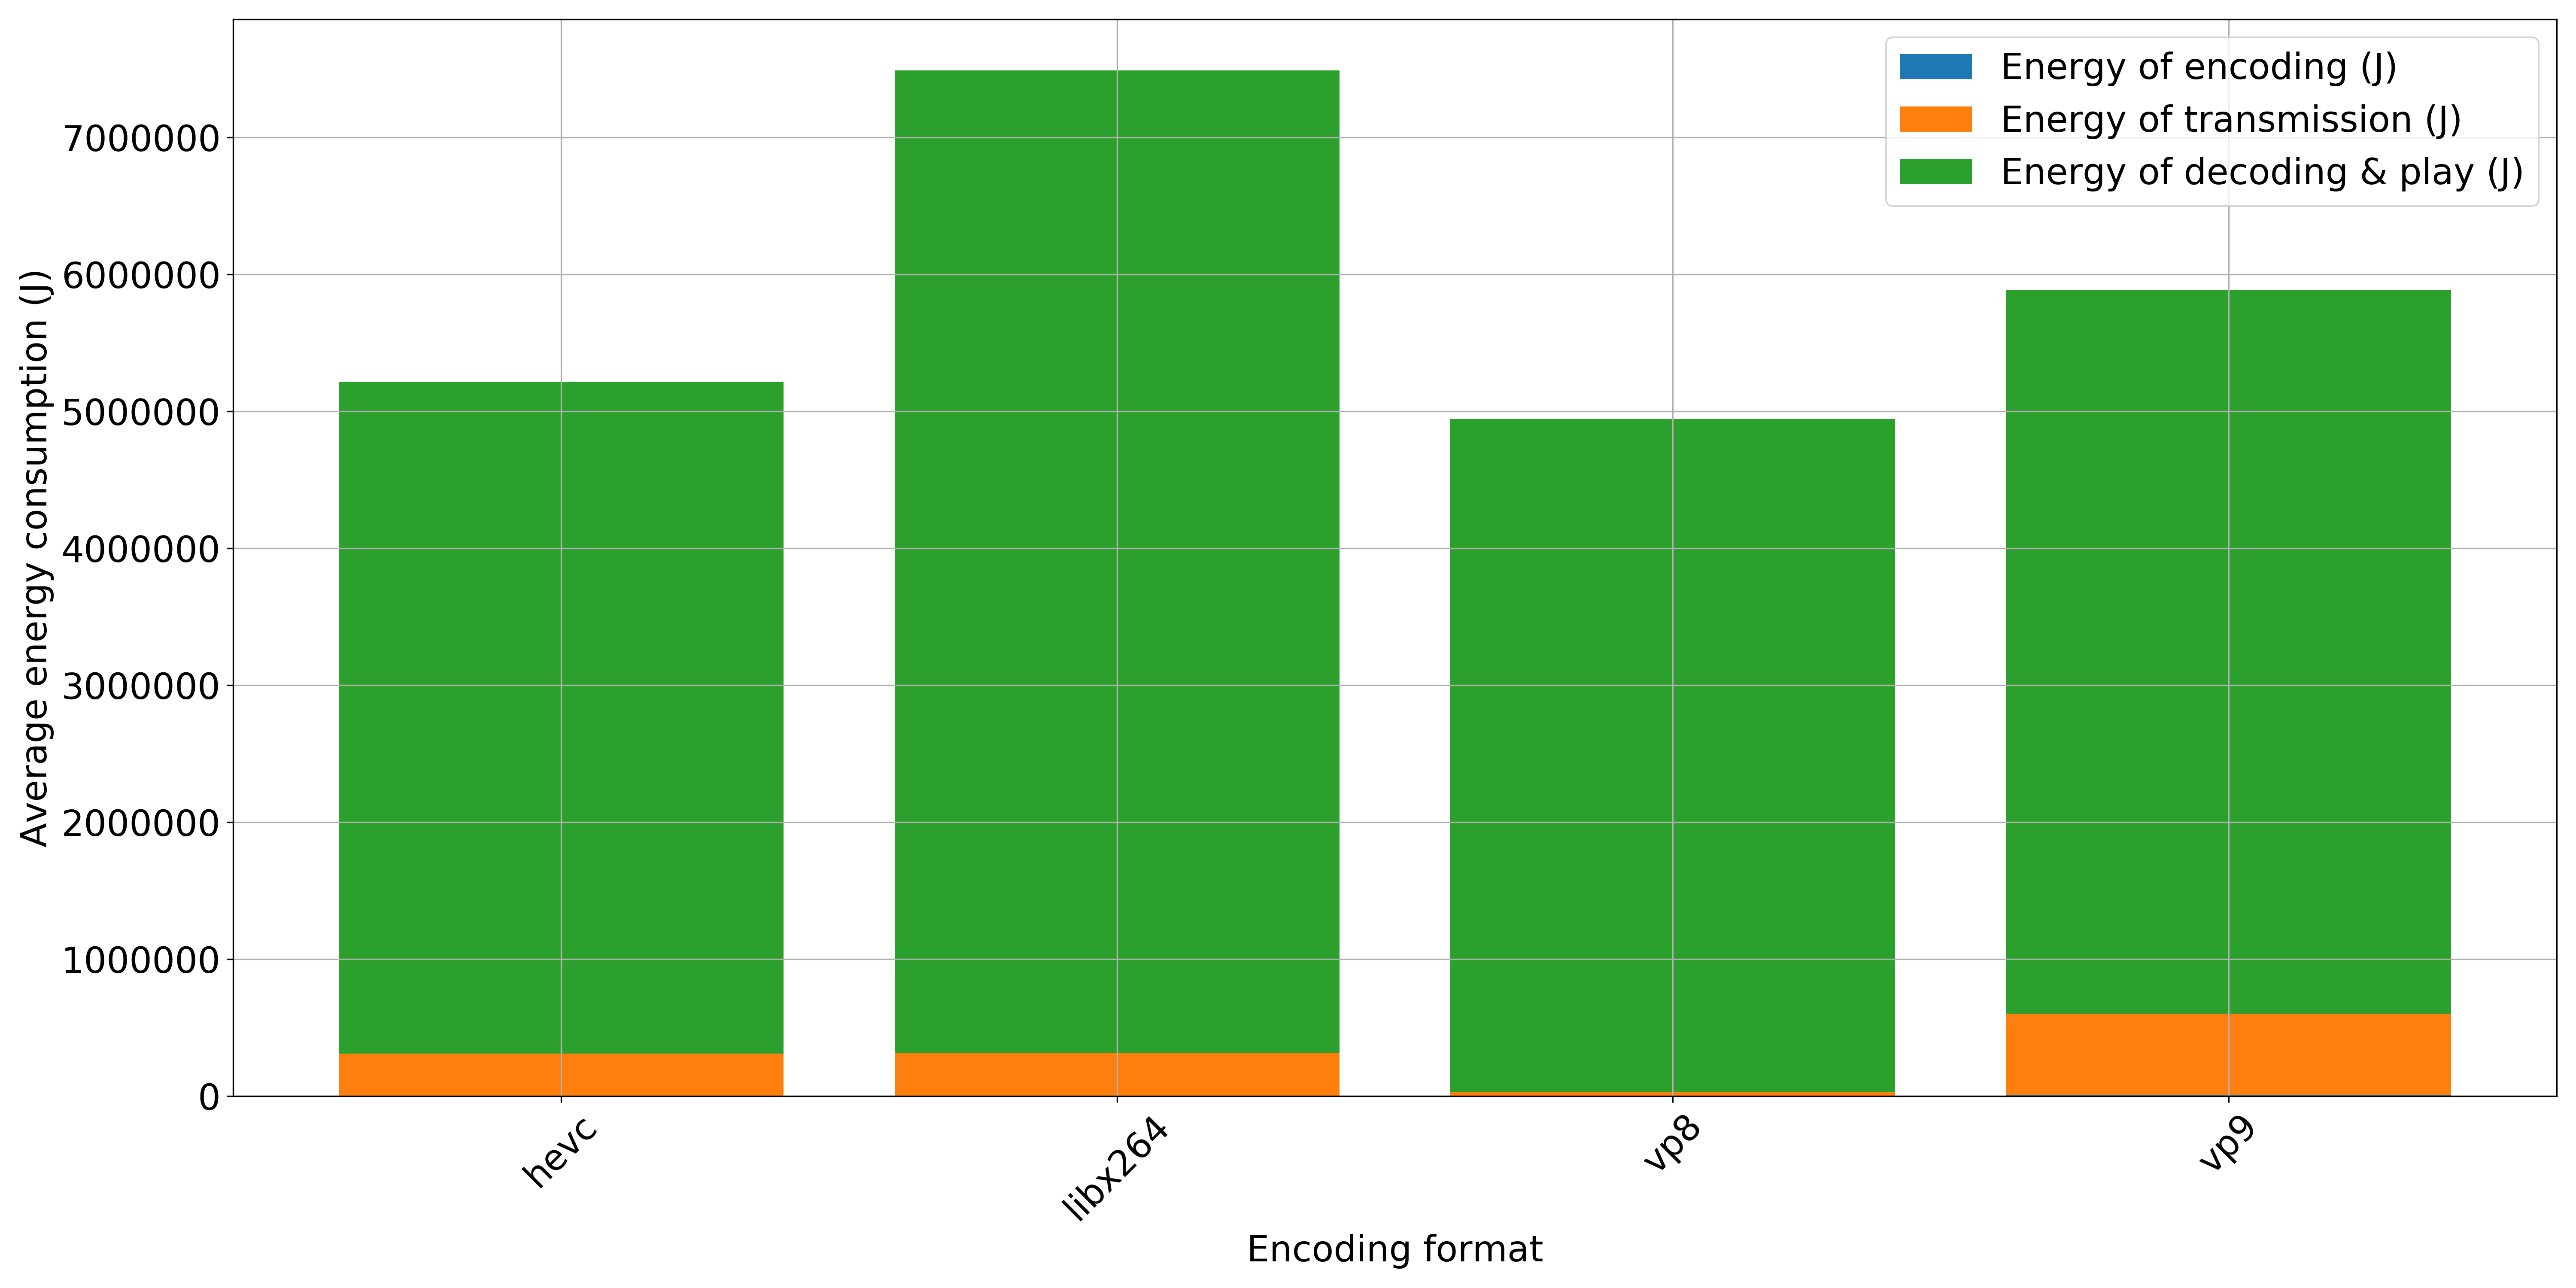 Energy of encoding (J)
Energy of transmission (J)
Energy of decoding & play (J)
Average energy consumption (J)
7000000
6000000
5000000
4000000
3000000
2000000
1000000
0
hevc
libx264
vp8
vp9
Encoding format